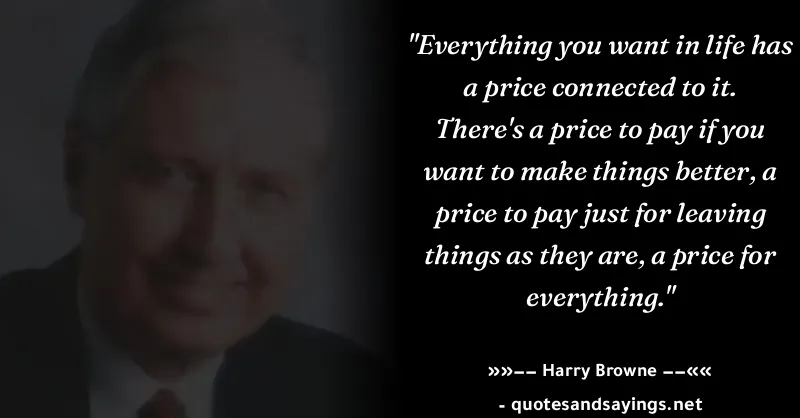 "Everything you want in life has
a price connected to it.
There's a price to pay if you
want to make things better, a
price to pay just for leaving
things as they are, a price for
everything."
»»–– Harry Browne ––««
- quotesandsayings.net